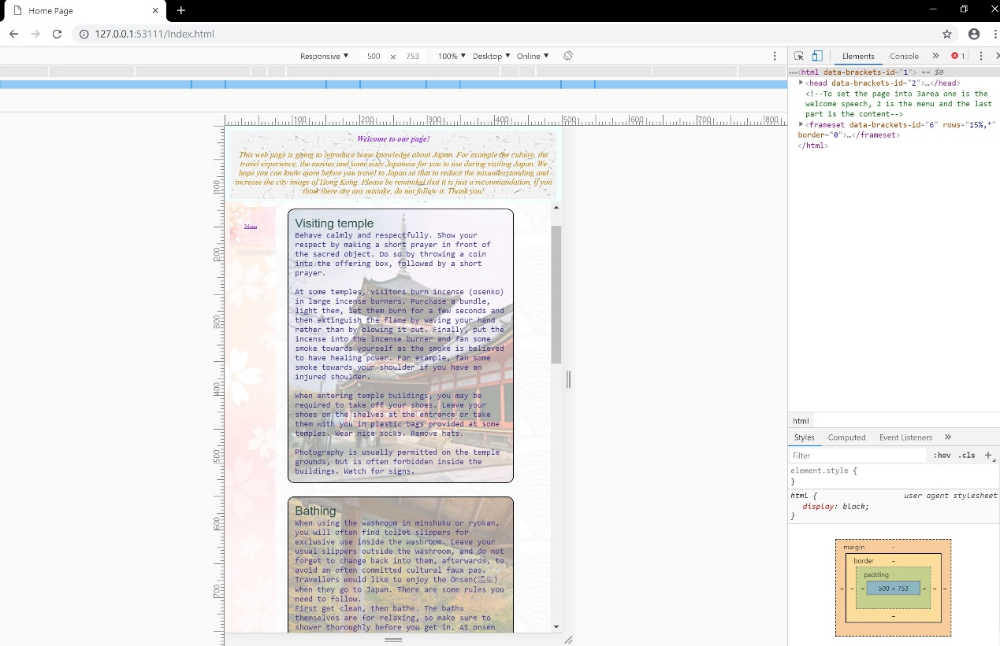 Home Page
127.0.0.1:53111/Index.html
Responsive ▼ 500 x 753 100% ▼ Desktop ▼ Online ▼
Elements Console » 1
···<html data-brackets-id="1"> == $0
<head data-brackets-id="2">…</head>
<!--To set the page into 3area one is the
welcome speech, 2 is the menu and the last
part is the content-->
<frameset data-brackets-id="6" rows="15%,*"
border="0">…</frameset>
</html>
100 200 300 400 500 600 700 800
100
200
300
400
500
600
700
Welcome to our page!
This web page is going to introduce some knowledge about Japan. For example the culture, the
travel experience, the movies and some easy Japanese for you to use during visiting Japan. We
hope you can know more before you travel to Japan so that to reduce the misunderstanding and
increase the city image of Hong Kong. Please be reminded that it is just a recommandation, if you
think there are any mistake, do not follow it. Thank you!
Menu
Visiting temple
Behave calmly and respectfully. Show your
respect by making a short prayer in front of
the sacred object. Do so by throwing a coin
into the offering box, followed by a short
prayer.
At some temples, visitors burn incense (osenko)
in large incense burners. Purchase a bundle,
light them, let them burn for a few seconds and
then extinguish the flame by waving your hand
rather than by blowing it out. Finally, put the
incense into the incense burner and fan some
smoke towards yourself as the smoke is believed
to have healing power. For example, fan some
smoke towards your shoulder if you have an
injured shoulder.
When entering temple buildings, you may be
required to take off your shoes. Leave your
shoes on the shelves at the entrance or take
them with you in plastic bags provided at some
temples. Wear nice socks. Remove hats.
Photography is usually permitted on the temple
grounds, but is often forbidden inside the
buildings. Watch for signs.
Bathing
When using the washroom in minshuku or ryokan,
you will often find toilet slippers for
exclusive use inside the washroom. Leave your
usual slippers outside the washroom, and do not
forget to change back into them, afterwards, to
avoid an often committed cultural faux pas.
Travellers would like to enjoy the Onsen(温泉)
when they go to Japan. There are some rules you
need to follow.
First get clean, then bathe. The baths
themselves are for relaxing, so make sure to
shower thoroughly before you get in. At onsen
html
Styles Computed Event Listeners »
Filter :hov .cls +
element.style {
}
html { user agent stylesheet
display: block;
}
margin –
border –
padding
– – – 500 × 753 – – –
–